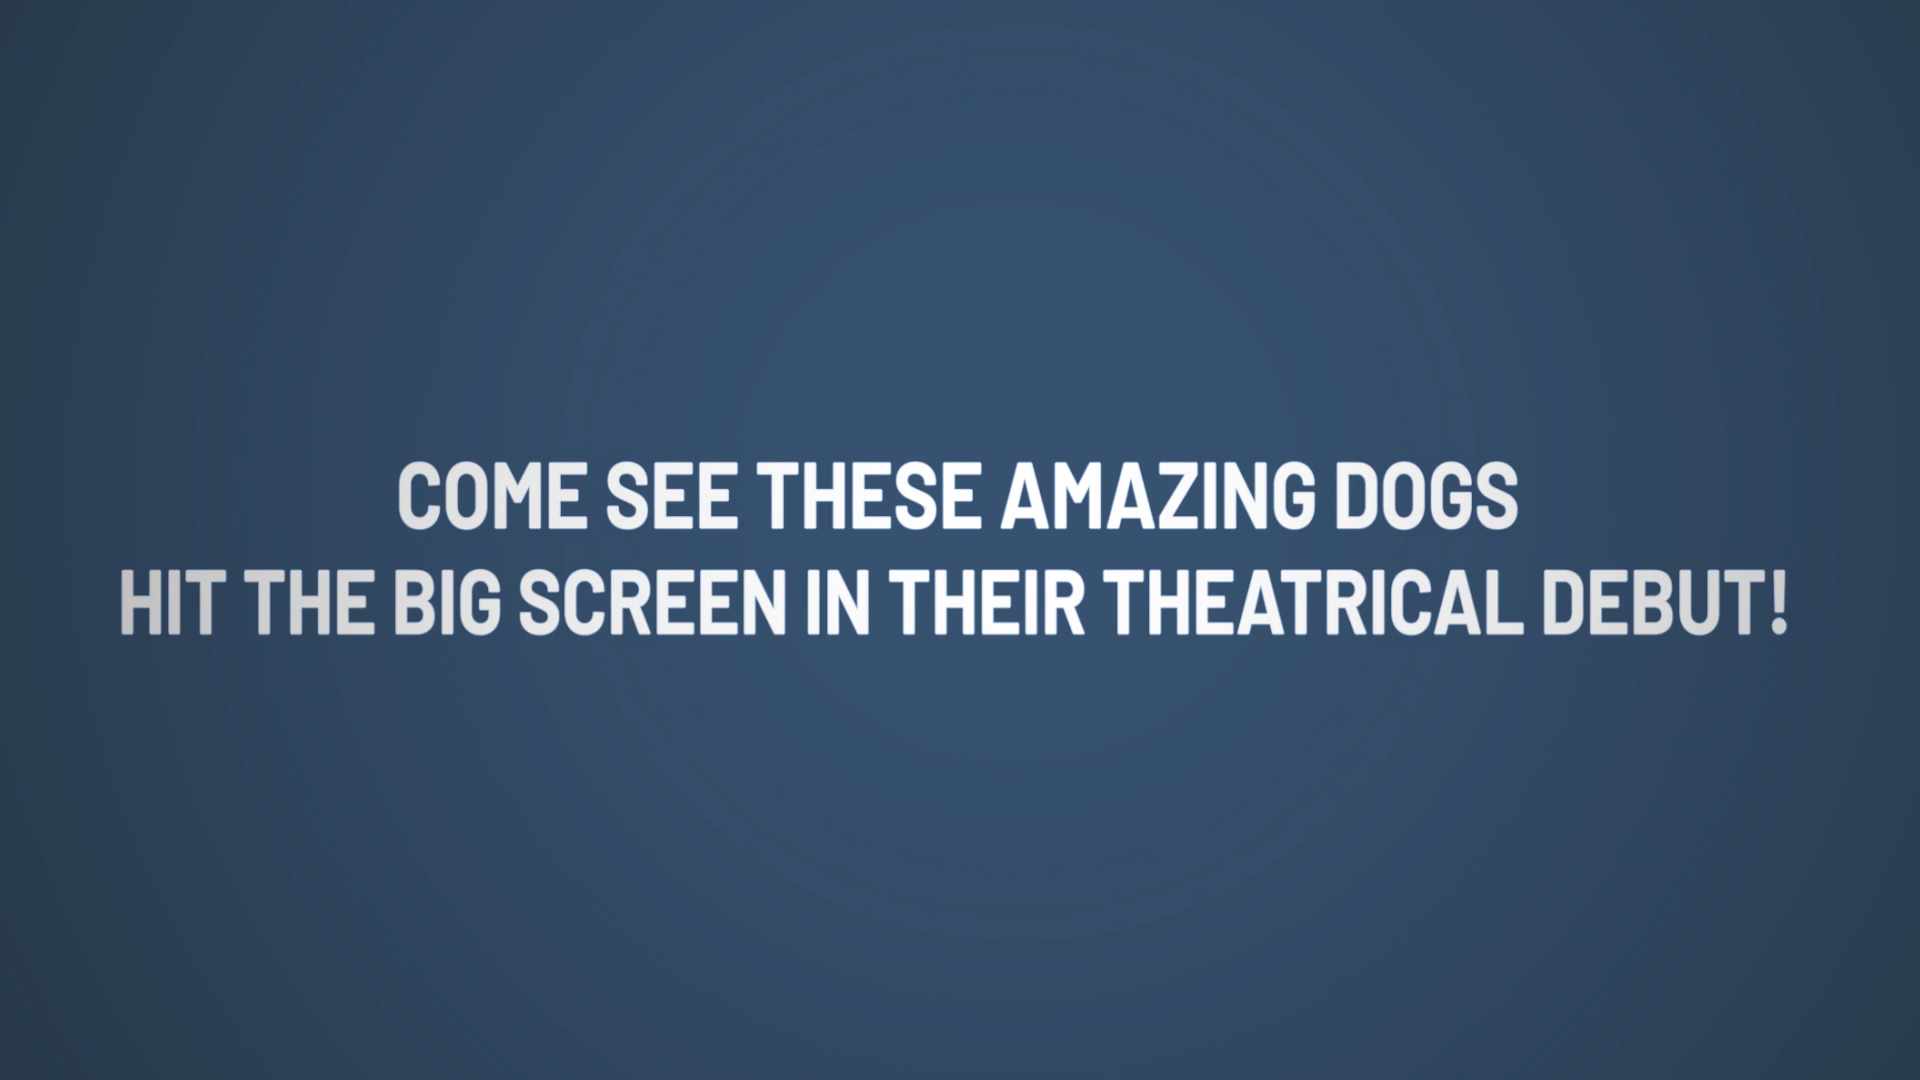 COME SEE THESE AMAZING DOGS
HIT THE BIG SCREEN IN THEIR THEATRICAL DEBUT!